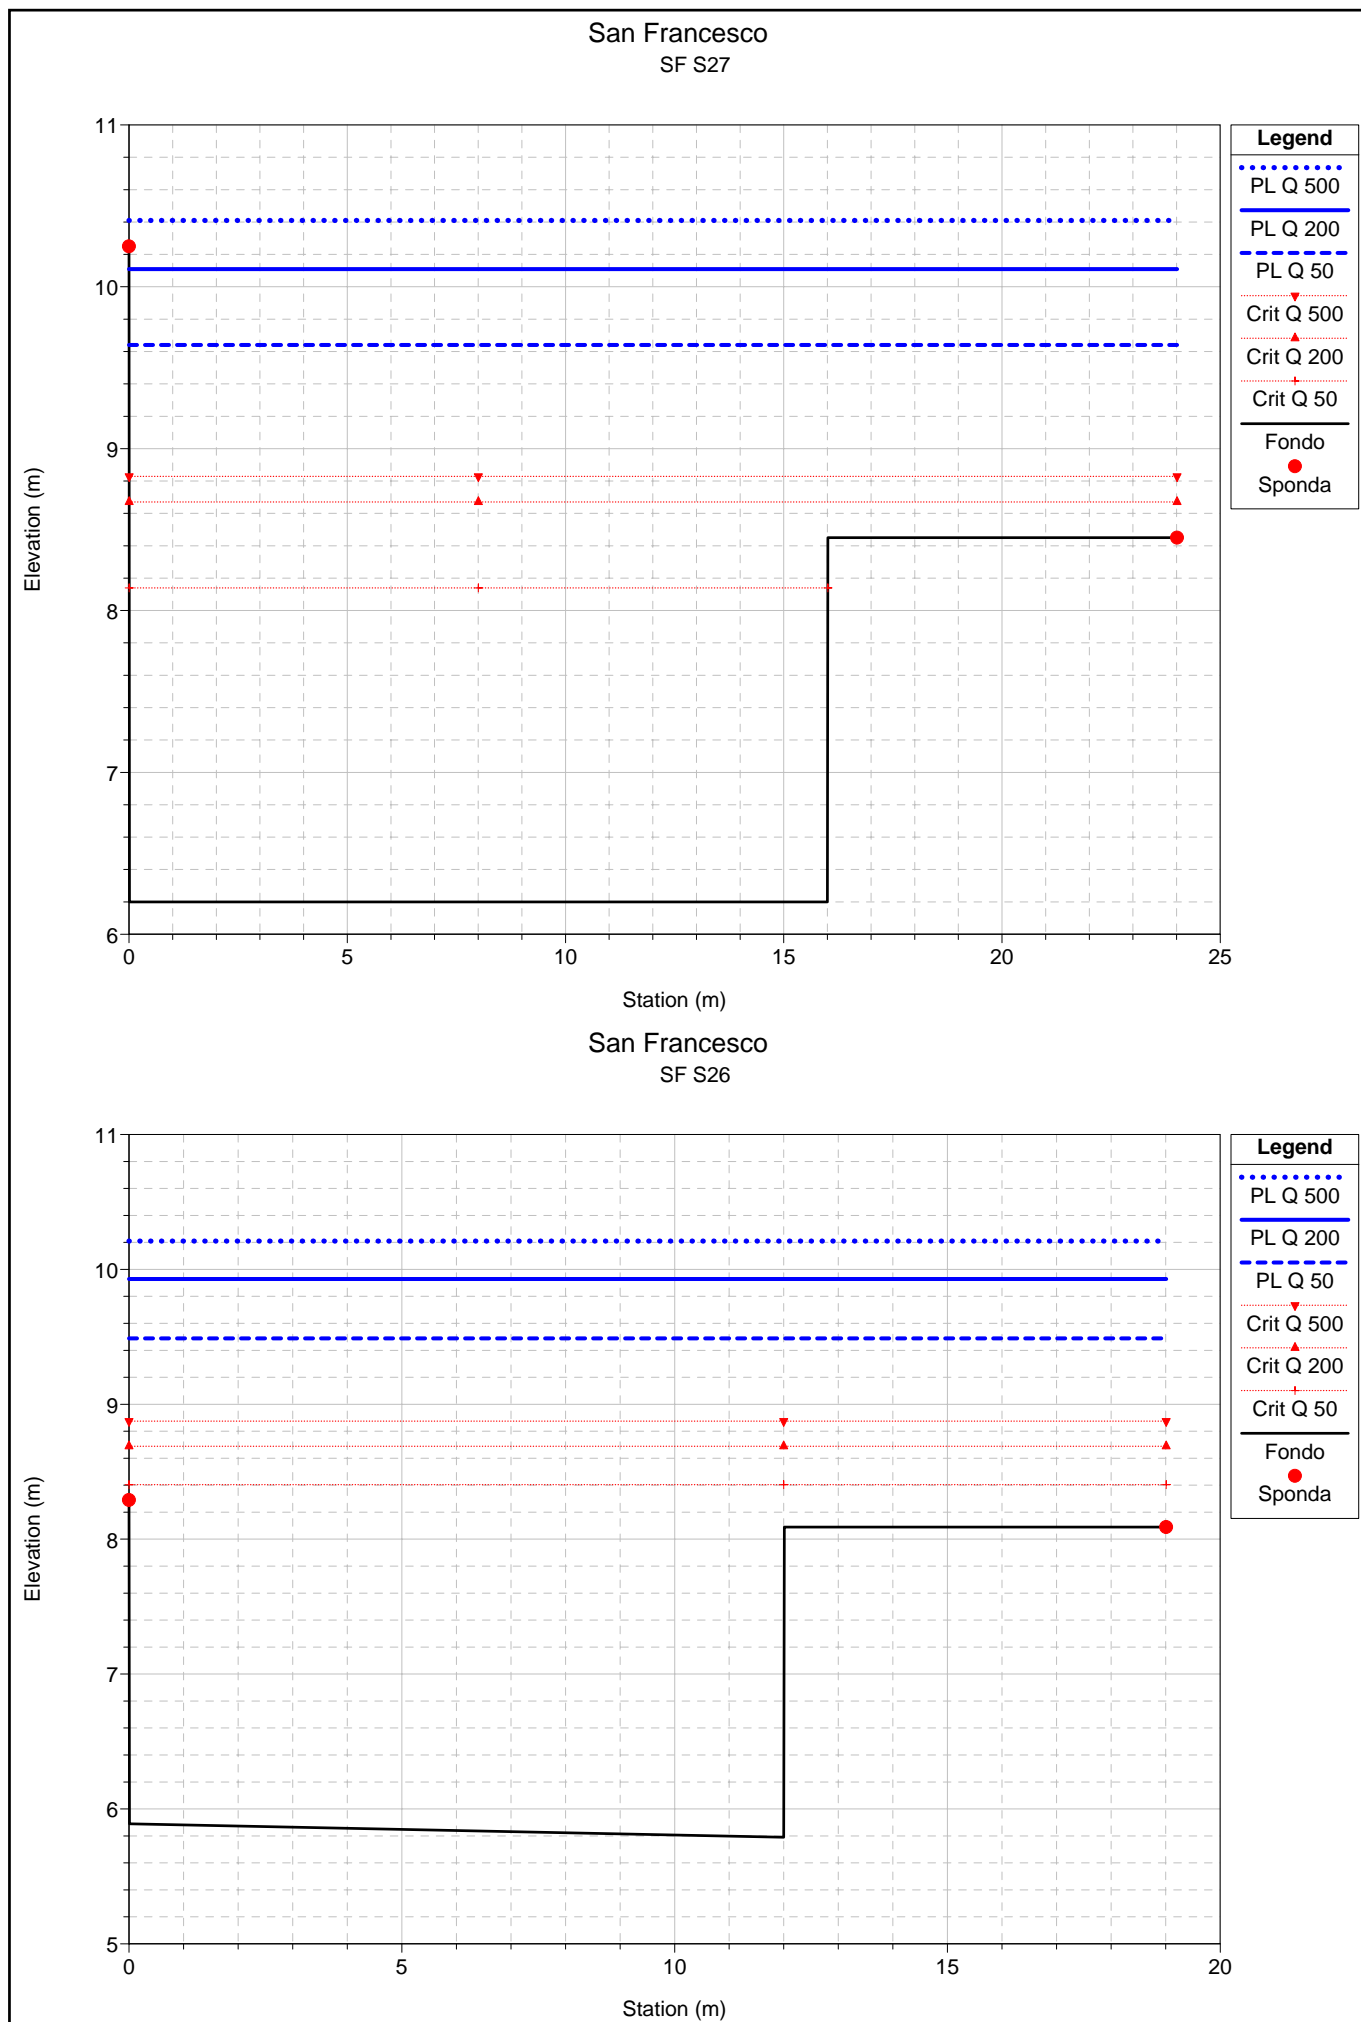 San Francesco
SF S27
11
10
9
8
7
6
Elevation (m)
0 5 10 15 20 25
Station (m)
Legend
PL Q 500
PL Q 200
PL Q 50
Crit Q 500
Crit Q 200
Crit Q 50
Fondo
Sponda
San Francesco
SF S26
11
10
9
8
7
6
5
Elevation (m)
0 5 10 15 20
Station (m)
Legend
PL Q 500
PL Q 200
PL Q 50
Crit Q 500
Crit Q 200
Crit Q 50
Fondo
Sponda